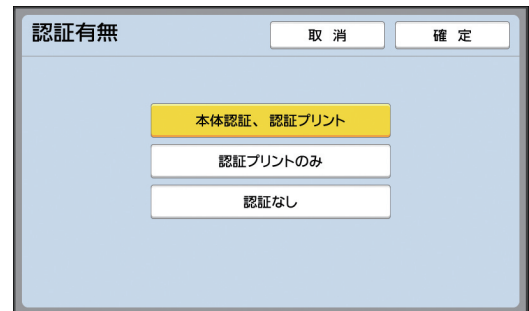 認証有無
取 消
確 定
本体認証、認証プリント
認証プリントのみ
認証なし